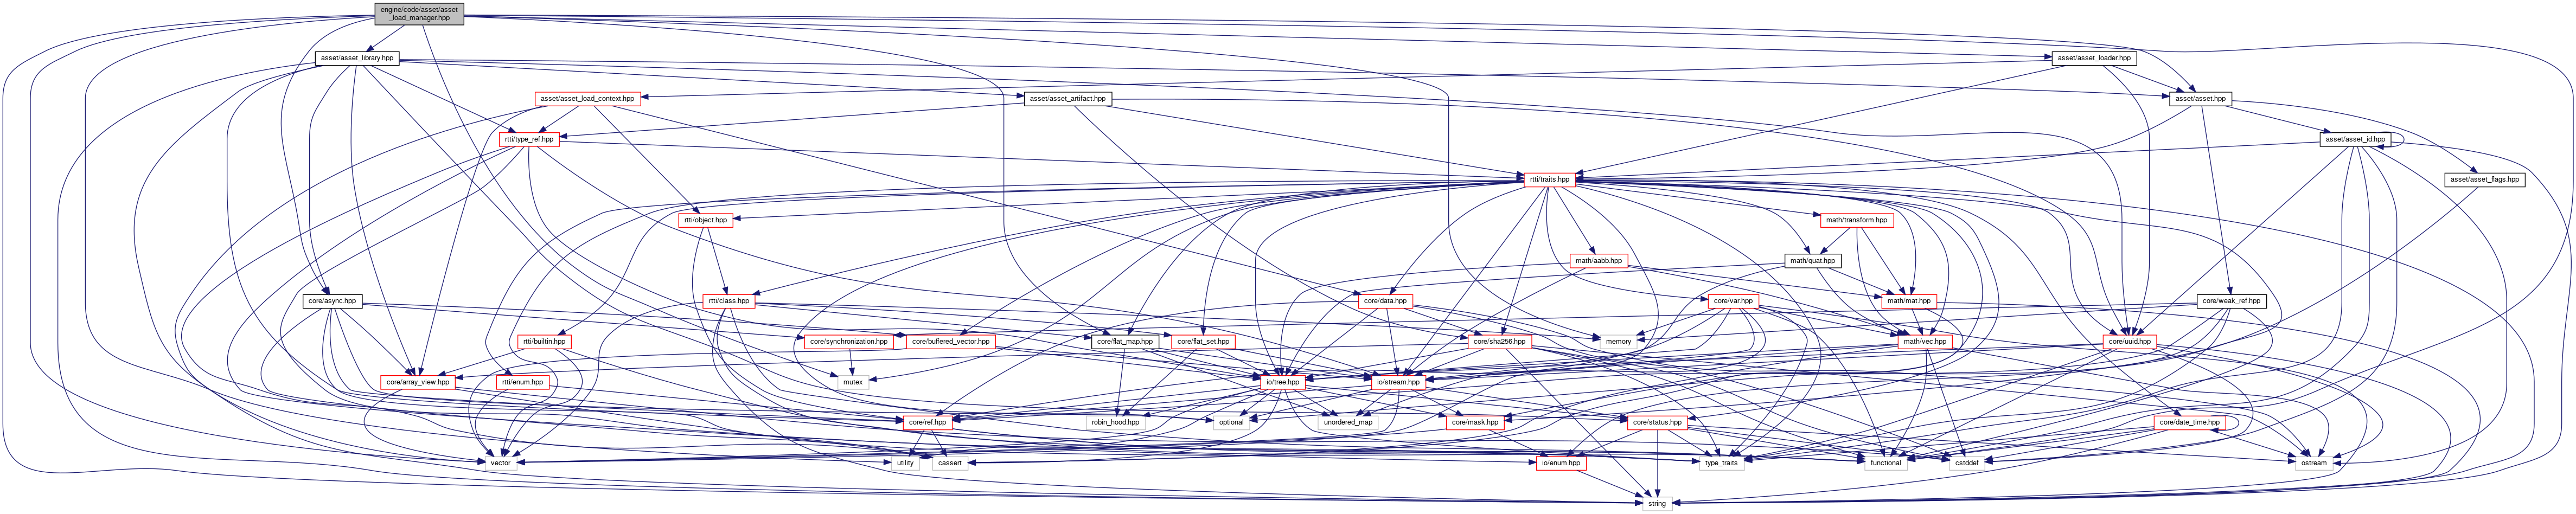 engine/code/asset/asset
_load_manager.hpp
asset/asset_library.hpp
asset/asset_loader.hpp
asset/asset_load_context.hpp
asset/asset_artifact.hpp
asset/asset.hpp
rtti/type_ref.hpp
asset/asset_id.hpp
rtti/traits.hpp
asset/asset_flags.hpp
rtti/object.hpp
math/transform.hpp
math/aabb.hpp
math/quat.hpp
core/async.hpp
rtti/class.hpp
core/data.hpp
core/var.hpp
math/mat.hpp
core/weak_ref.hpp
rtti/builtin.hpp
core/synchronization.hpp
core/buffered_vector.hpp
core/flat_map.hpp
core/flat_set.hpp
memory
core/sha256.hpp
math/vec.hpp
core/uuid.hpp
core/array_view.hpp
rtti/enum.hpp
mutex
io/tree.hpp
io/stream.hpp
core/ref.hpp
robin_hood.hpp
optional
unordered_map
core/mask.hpp
core/status.hpp
core/date_time.hpp
vector
utility
cassert
io/enum.hpp
type_traits
functional
cstddef
ostream
string